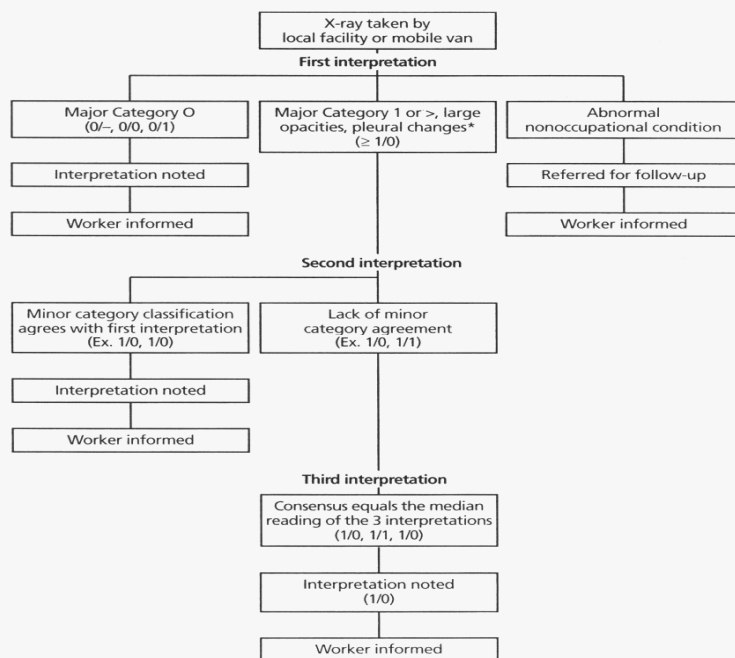 X-ray taken by
local facility or mobile van
First interpretation
Major Category O
(0/–, 0/0, 0/1)
Major Category 1 or >, large
opacities, pleural changes*
(≥ 1/0)
Abnormal
nonoccupational condition
Interpretation noted
Referred for follow-up
Worker informed
Worker informed
Second interpretation
Minor category classification
agrees with first interpretation
(Ex. 1/0, 1/0)
Lack of minor
category agreement
(Ex. 1/0, 1/1)
Interpretation noted
Worker informed
Third interpretation
Consensus equals the median
reading of the 3 interpretations
(1/0, 1/1, 1/0)
Interpretation noted
(1/0)
Worker informed